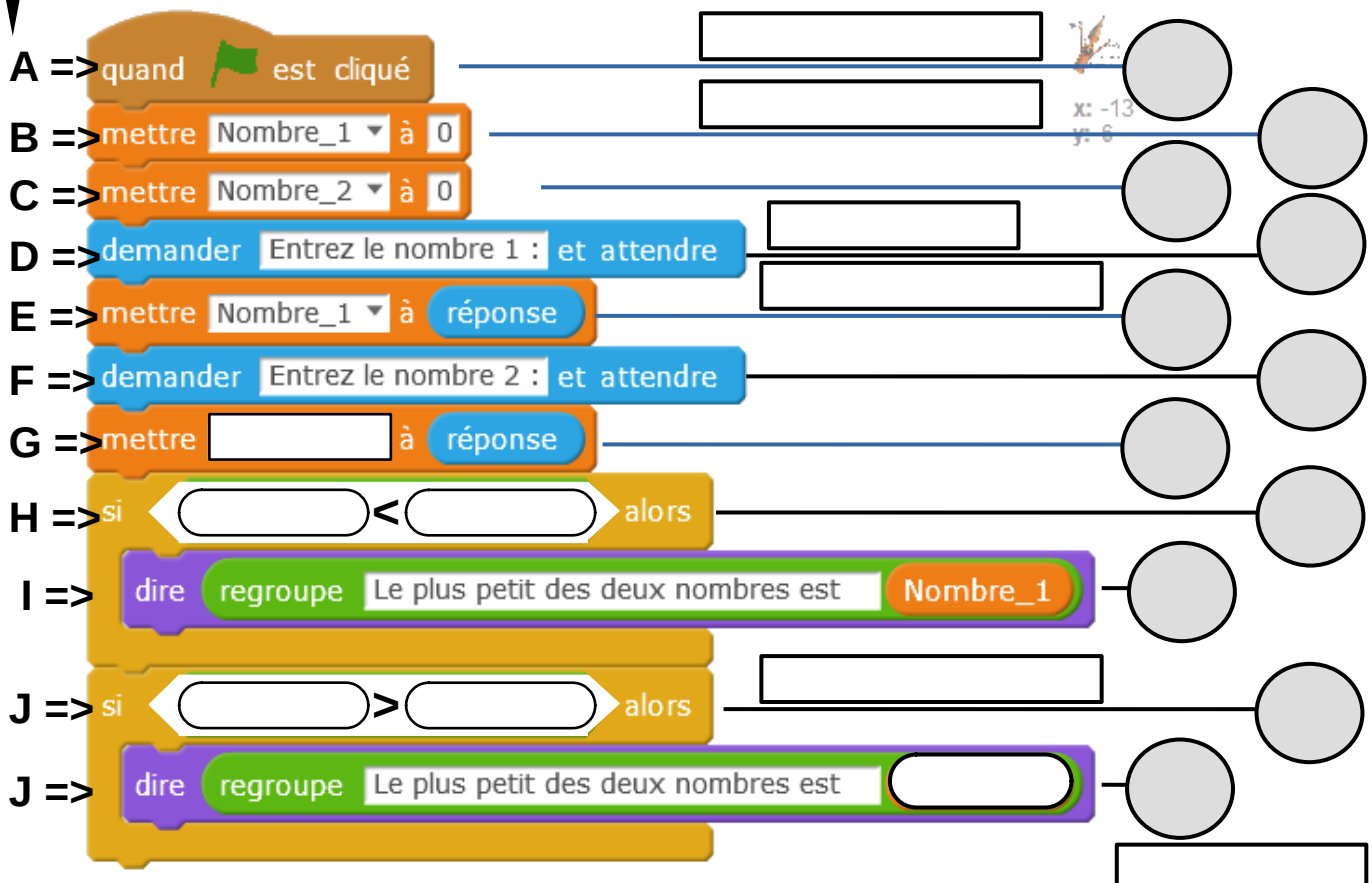 A => quand est cliqué
x: -13
B => mettre Nombre_1 à 0
y: 6
C => mettre Nombre_2 à 0
D => demander Entrez le nombre 1 : et attendre
E => mettre Nombre_1 à réponse
F => demander Entrez le nombre 2 : et attendre
G => mettre à réponse
H => si < alors
I => dire regroupe Le plus petit des deux nombres est Nombre_1
J => si > alors
J => dire regroupe Le plus petit des deux nombres est